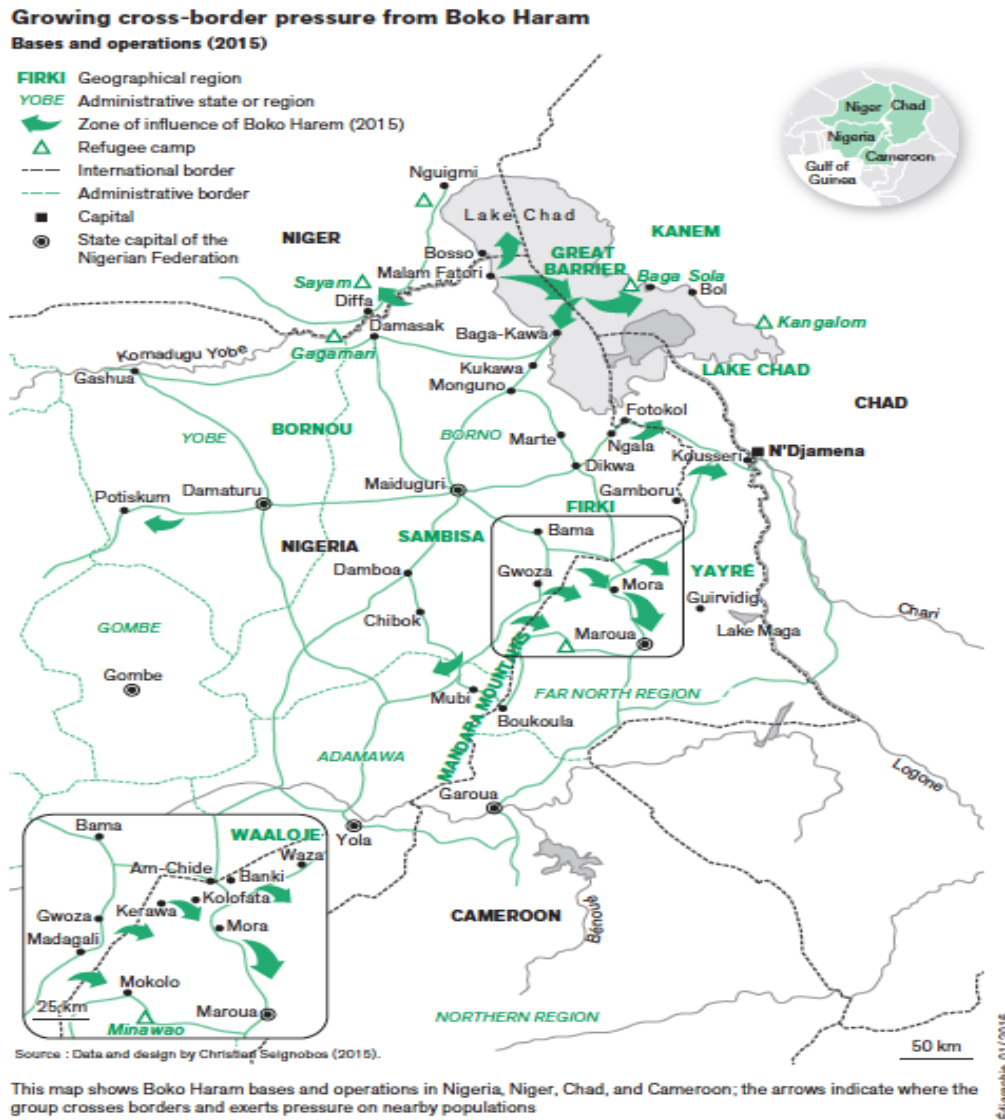 Growing cross-border pressure from Boko Haram
Bases and operations (2015)
FIRKI Geographical region
YOBE Administrative state or region
Zone of influence of Boko Harem (2015)
Refugee camp
International border
Administrative border
Capital
State capital of the
Nigerian Federation
Niger
Chad
Nigeria
Cameroon
Gulf of
Guinea
Nguigmi
Lake Chad
NIGER
KANEM
Bosso
GREAT
BARRIER
Malam Fatori
Sayam
Baga Sola
Bol
Diffa
Damasak
Baga-Kawa
Kangalom
Gagaman
Komadugu Yobe
Gashua
Kukawa
Monguno
LAKE CHAD
CHAD
YOBE
BORNOU
BORNO
Marte
Fotokol
Ngala
Kousseri
N'Djamena
Dikwa
Potiskum
Damaturu
Maiduguri
Gamboru
FIRKI
NIGERIA
SAMBISA
Bama
Damboa
Gwoza
Mora
YAYRÉ
Guirvidig
Chari
Chibok
Lake Maga
GOMBE
Maroua
Gombe
Mubi
MANDARA MOUNTAINS
FAR NORTH REGION
Boukoula
ADAMAWA
Logone
Garoua
Yola
Bama
WAALOJE
Waza
Am-Chide
Banki
Kolofata
Kerawa
Gwoza
Mora
Madagali
Mokolo
25 km
Maroua
Minawao
CAMEROON
Bénoué
NORTHERN REGION
50 km
Source : Data and design by Christian Seignobos (2015).
01/2016
This map shows Boko Haram bases and operations in Nigeria, Niger, Chad, and Cameroon; the arrows indicate where the
group crosses borders and exerts pressure on nearby populations